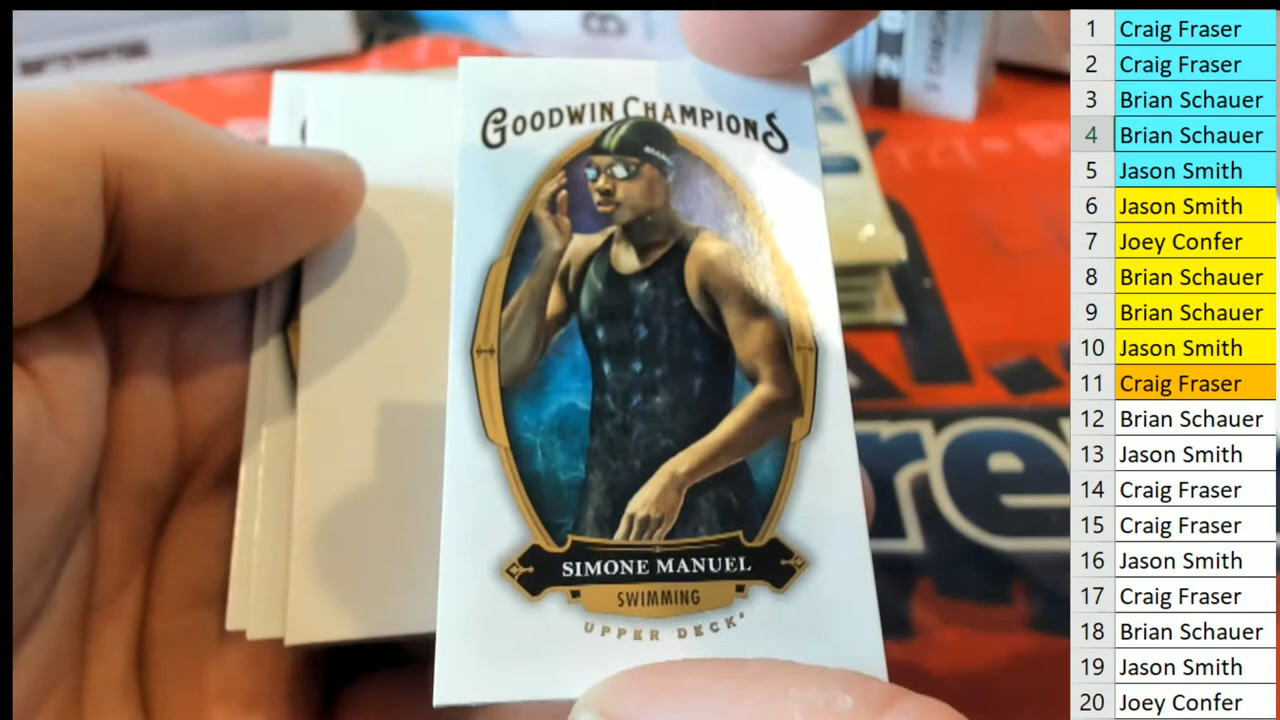 GOODWIN CHAMPIONS
SIMONE MANUEL
SWIMMING
UPPER DECK
1 Craig Fraser
2 Craig Fraser
3 Brian Schauer
4 Brian Schauer
5 Jason Smith
6 Jason Smith
7 Joey Confer
8 Brian Schauer
9 Brian Schauer
10 Jason Smith
11 Craig Fraser
12 Brian Schauer
13 Jason Smith
14 Craig Fraser
15 Craig Fraser
16 Jason Smith
17 Craig Fraser
18 Brian Schauer
19 Jason Smith
20 Joey Confer